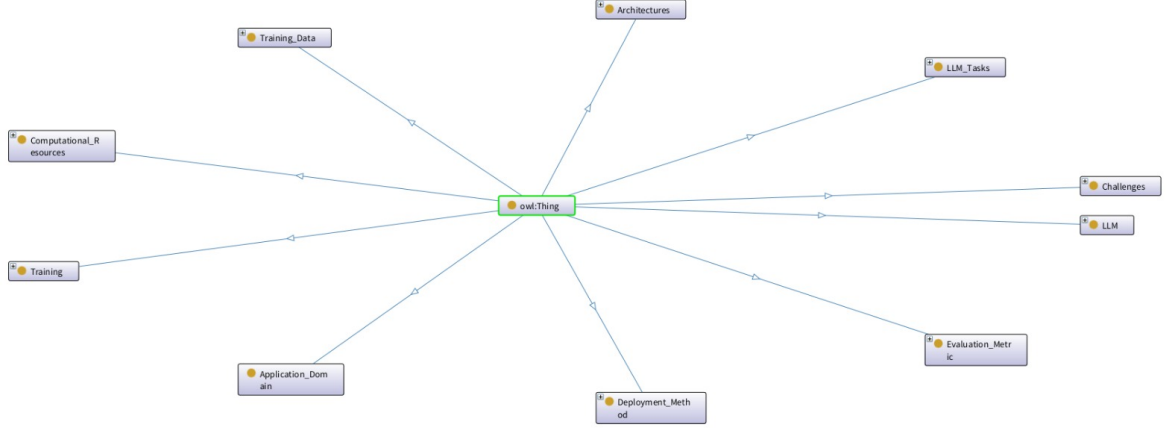 Architectures
Training_Data
LLM_Tasks
Computational_R
esources
Challenges
owl:Thing
LLM
Training
Evaluation_Metr
ic
Application_Dom
ain
Deployment_Meth
od